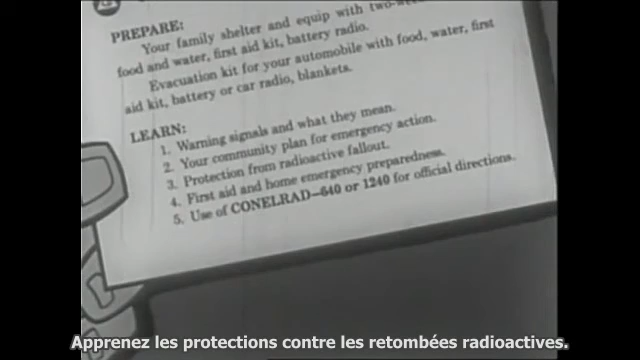 PREPARE:
Your family shelter and equip with two-week
food and water, first aid kit, battery radio.
Evacuation kit for your automobile with food, water, first
aid kit, battery or car radio, blankets.
LEARN:
1. Warning signals and what they mean.
2. Your community plan for emergency action.
3. Protection from radioactive fallout.
4. First aid and home emergency preparedness.
5. Use of CONELRAD—640 or 1240 for official directions.
Apprenez les protections contre les retombées radioactives.